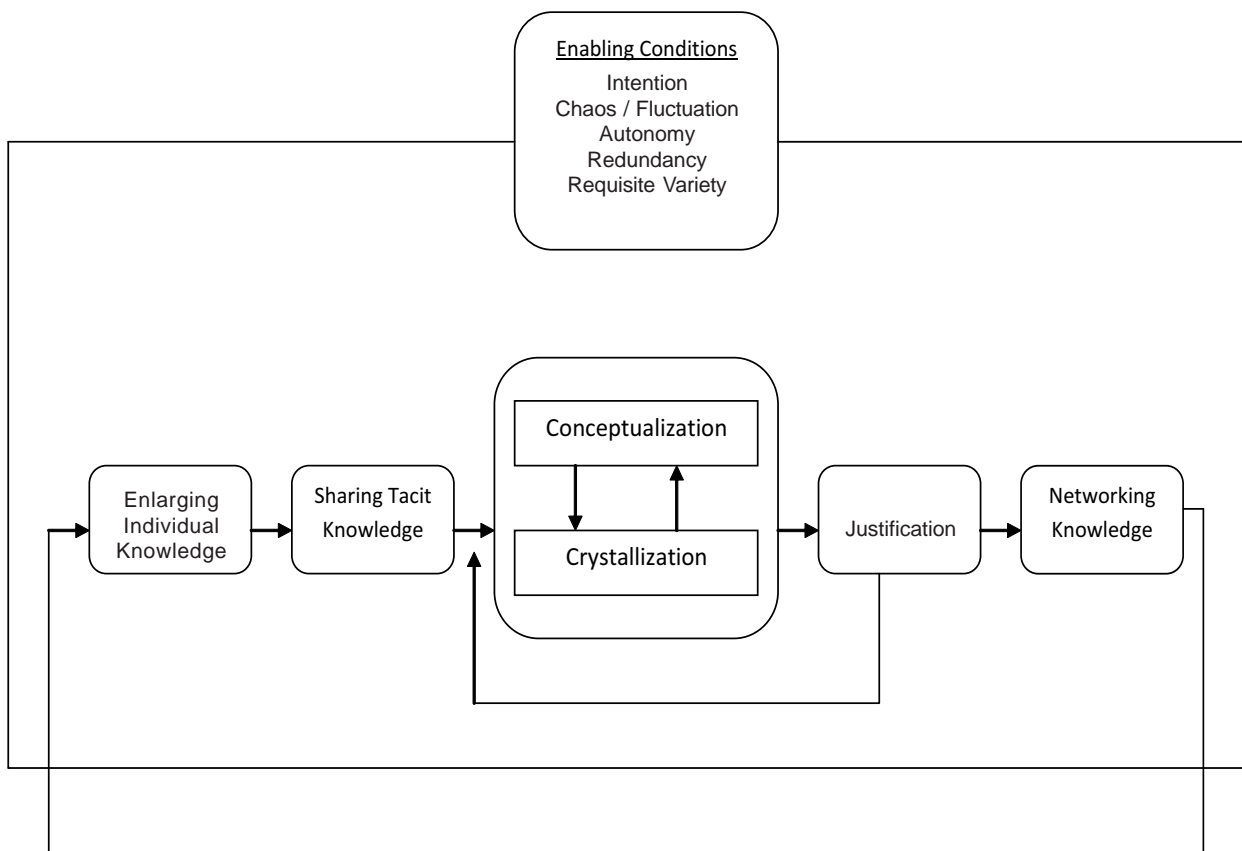 Enabling Conditions
Intention
Chaos / Fluctuation
Autonomy
Redundancy
Requisite Variety
Enlarging
Individual
Knowledge
Sharing Tacit
Knowledge
Conceptualization
Crystallization
Justification
Networking
Knowledge